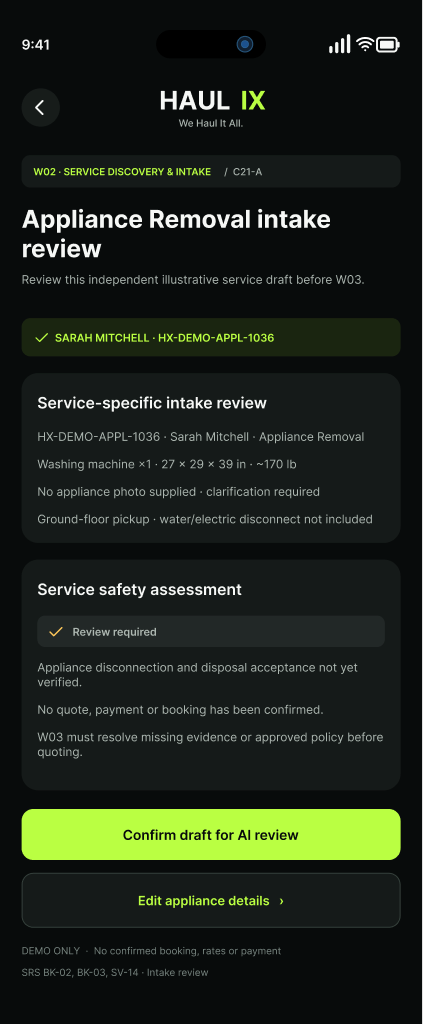 9:41
HAUL IX
We Haul It All.
W02 · SERVICE DISCOVERY & INTAKE / C21-A
Appliance Removal intake
review
Review this independent illustrative service draft before W03.
SARAH MITCHELL · HX-DEMO-APPL-1036
Service-specific intake review
HX-DEMO-APPL-1036 · Sarah Mitchell · Appliance Removal
Washing machine ×1 · 27 × 29 × 39 in · ~170 lb
No appliance photo supplied · clarification required
Ground-floor pickup · water/electric disconnect not included
Service safety assessment
Review required
Appliance disconnection and disposal acceptance not yet
verified.
No quote, payment or booking has been confirmed.
W03 must resolve missing evidence or approved policy before
quoting.
Confirm draft for AI review
Edit appliance details ›
DEMO ONLY · No confirmed booking, rates or payment
SRS BK-02, BK-03, SV-14 · Intake review